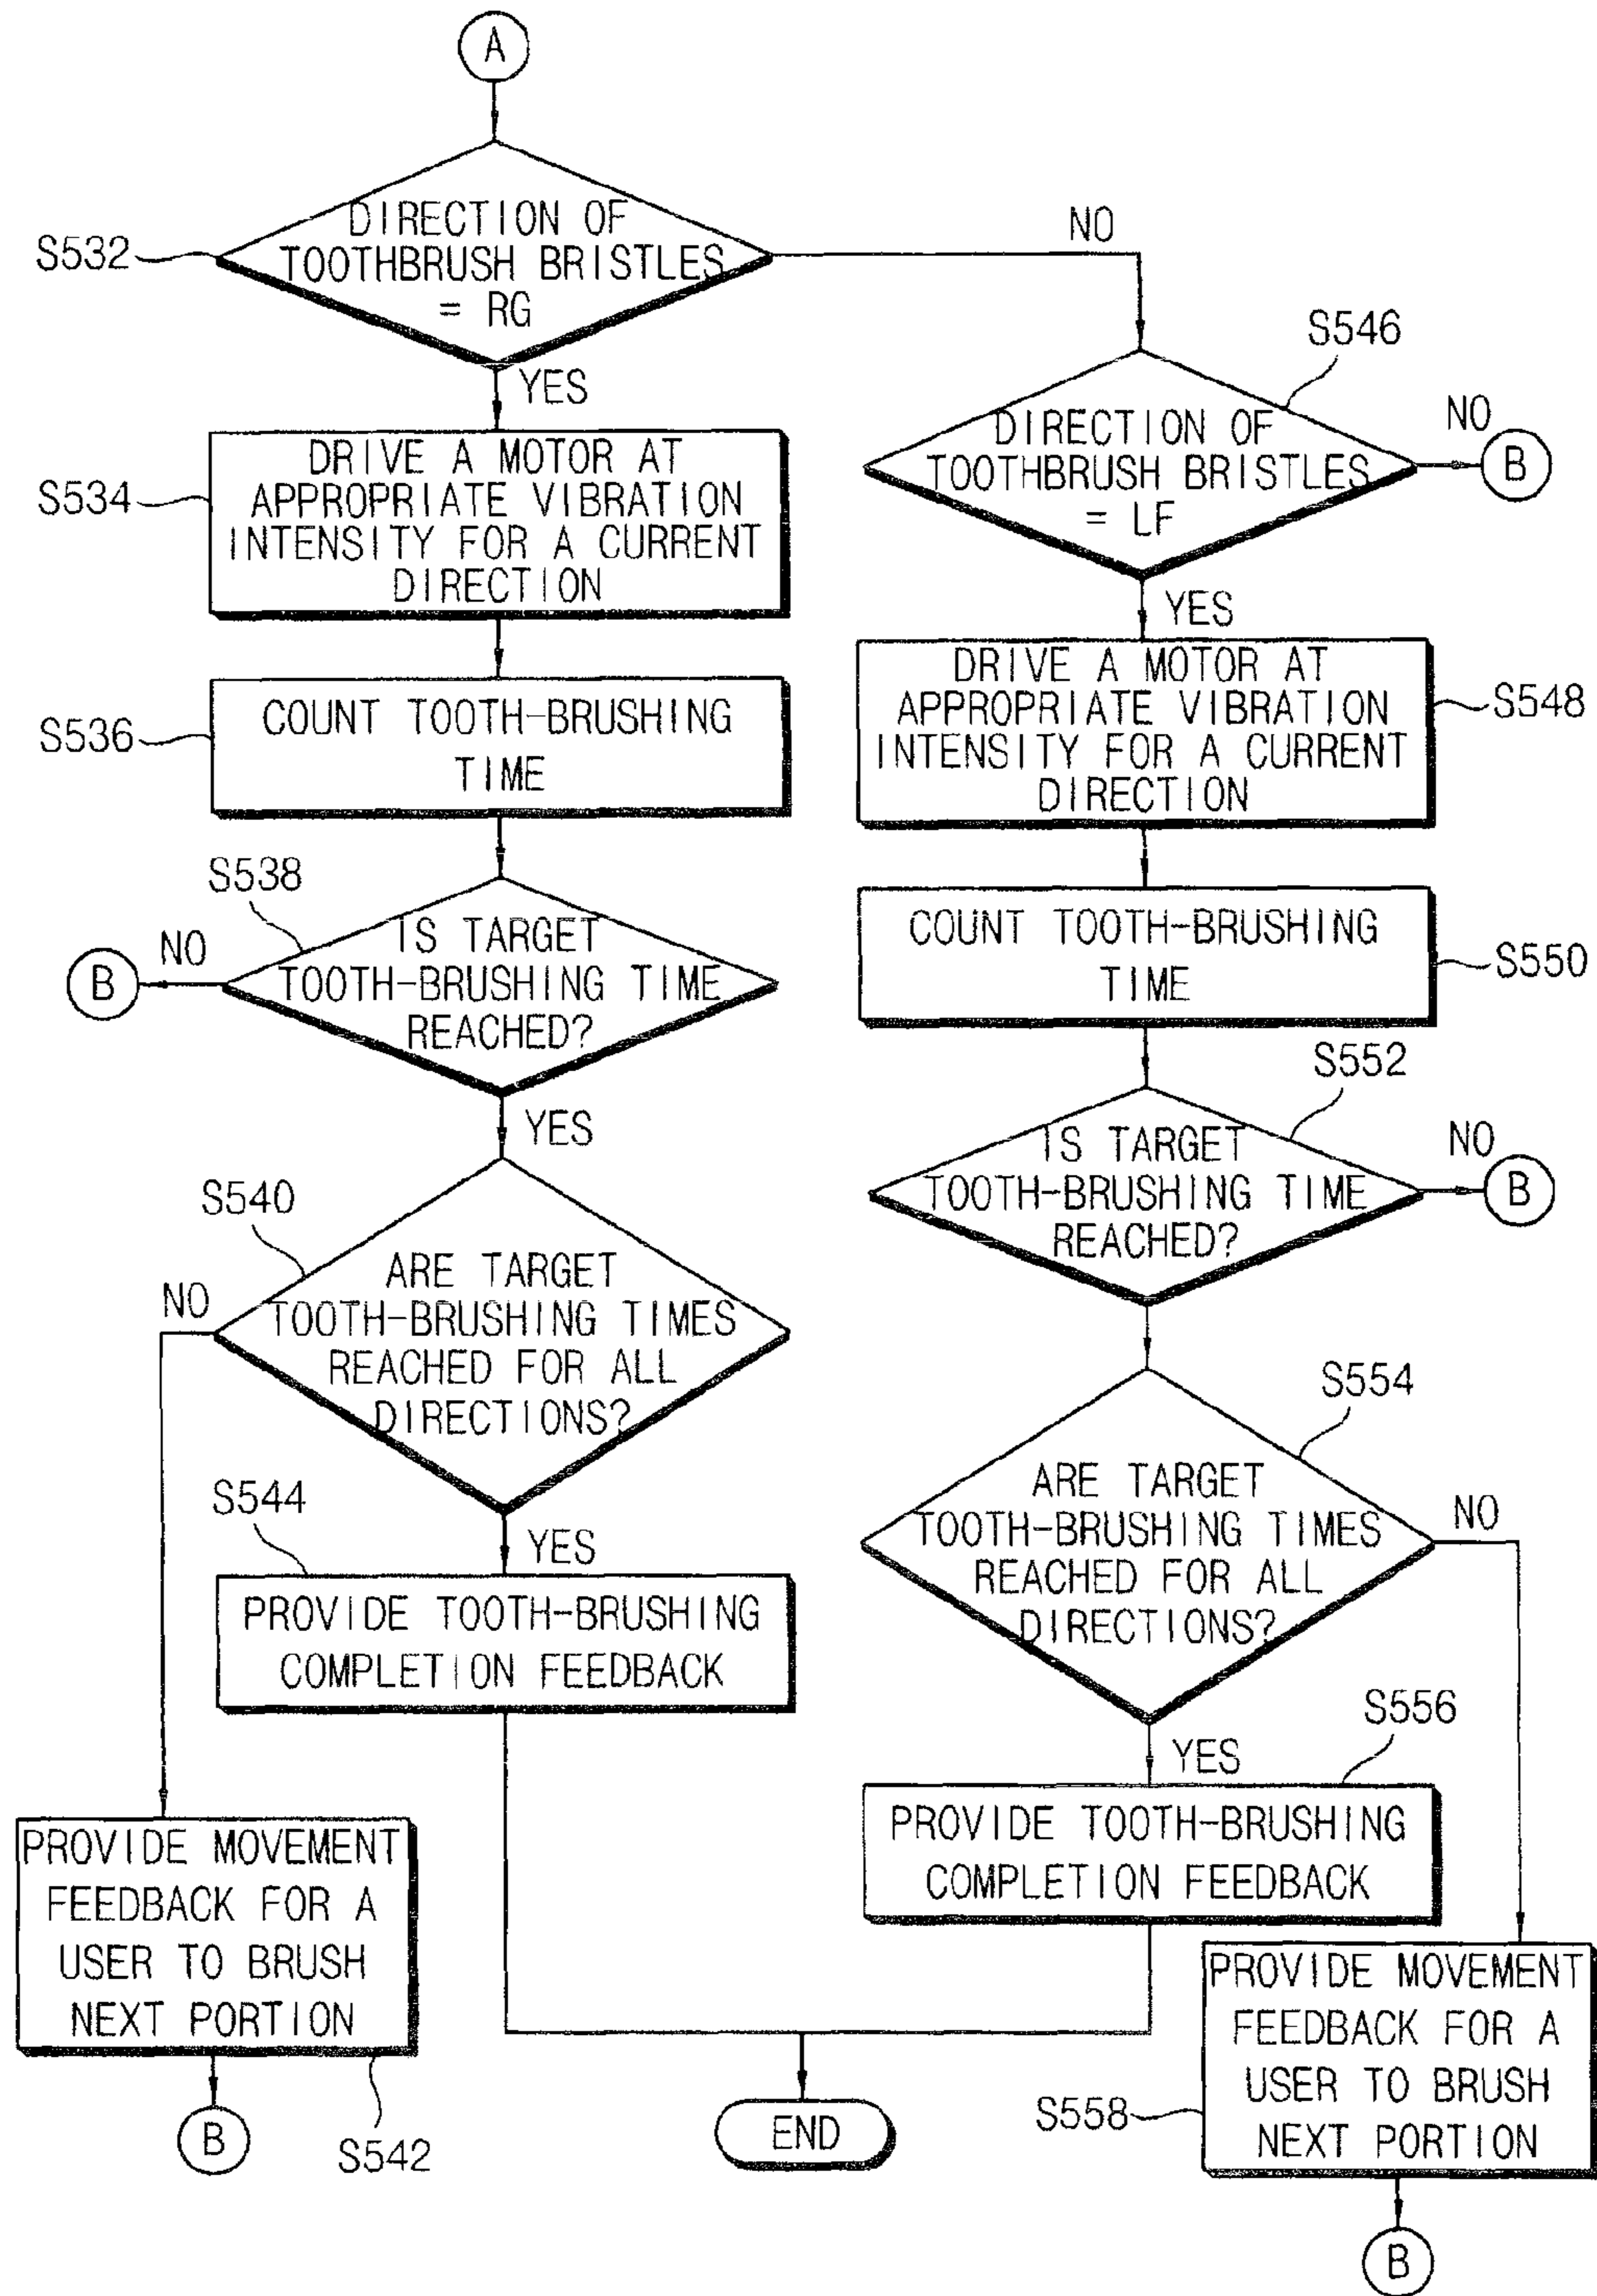 A
DIRECTION OF
TOOTHBRUSH BRISTLES
= RG
S532
NO
YES
S546
DIRECTION OF
TOOTHBRUSH BRISTLES
= LF
NO
B
YES
DRIVE A MOTOR AT
APPROPRIATE VIBRATION
INTENSITY FOR A CURRENT
DIRECTION
S534
DRIVE A MOTOR AT
APPROPRIATE VIBRATION
INTENSITY FOR A CURRENT
DIRECTION
S548
COUNT TOOTH-BRUSHING
TIME
S536
COUNT TOOTH-BRUSHING
TIME
S550
S538
IS TARGET
TOOTH-BRUSHING TIME
REACHED?
NO
B
YES
S552
IS TARGET
TOOTH-BRUSHING TIME
REACHED?
NO
B
S540
ARE TARGET
TOOTH-BRUSHING TIMES
REACHED FOR ALL
DIRECTIONS?
NO
YES
S554
ARE TARGET
TOOTH-BRUSHING TIMES
REACHED FOR ALL
DIRECTIONS?
NO
YES
S544
PROVIDE TOOTH-BRUSHING
COMPLETION FEEDBACK
S556
PROVIDE TOOTH-BRUSHING
COMPLETION FEEDBACK
PROVIDE MOVEMENT
FEEDBACK FOR A
USER TO BRUSH
NEXT PORTION
S542
B
END
PROVIDE MOVEMENT
FEEDBACK FOR A
USER TO BRUSH
NEXT PORTION
S558
B